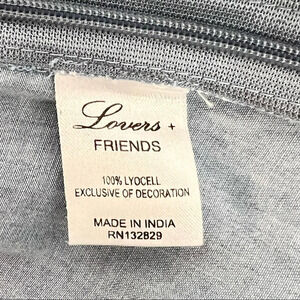 Lovers +
FRIENDS
100% LYOCELL
EXCLUSIVE OF DECORATION
MADE IN INDIA
RN132829